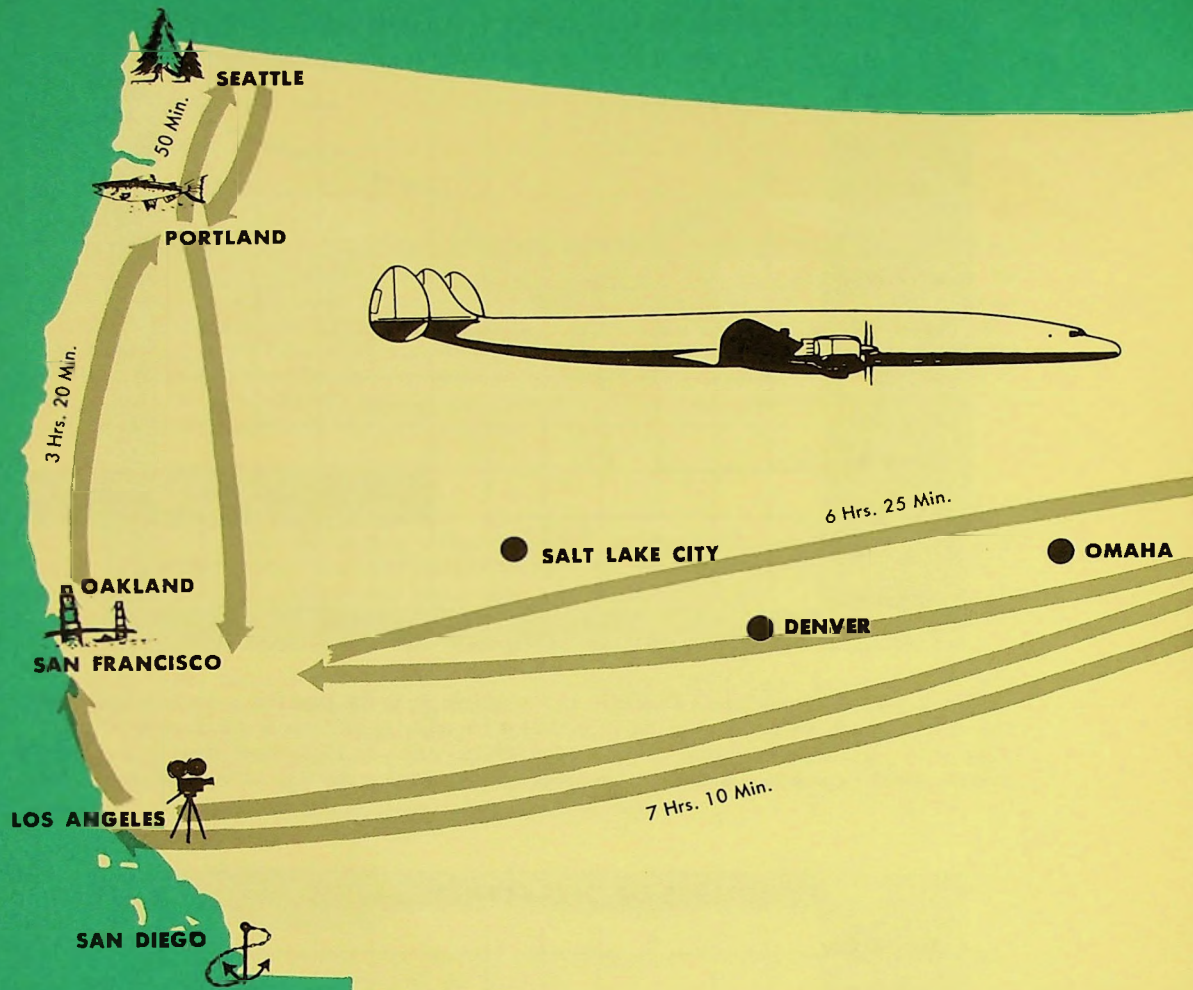 SEATTLE
50 Min.
PORTLAND
3 Hrs. 20 Min.
6 Hrs. 25 Min.
SALT LAKE CITY
OMAHA
OAKLAND
DENVER
SAN FRANCISCO
7 Hrs. 10 Min.
LOS ANGELES
SAN DIEGO